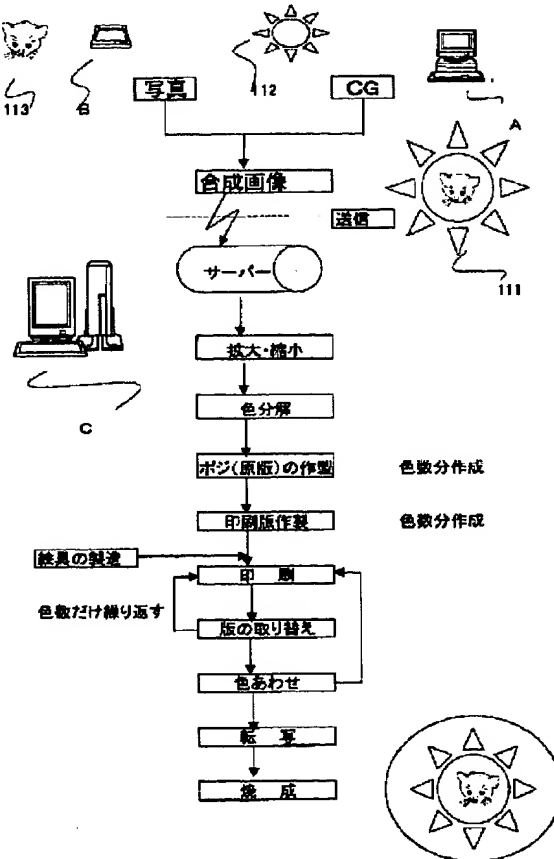 113
B
112
写真
CG
A
合成画像
送信
111
サーバー
C
拡大・縮小
色分解
ポジ(原版)の作製
色数分作成
印刷版作製
色数分作成
絵具の製造
印 刷
色数だけ繰り返す
版の取り替え
色あわせ
転 写
焼 成